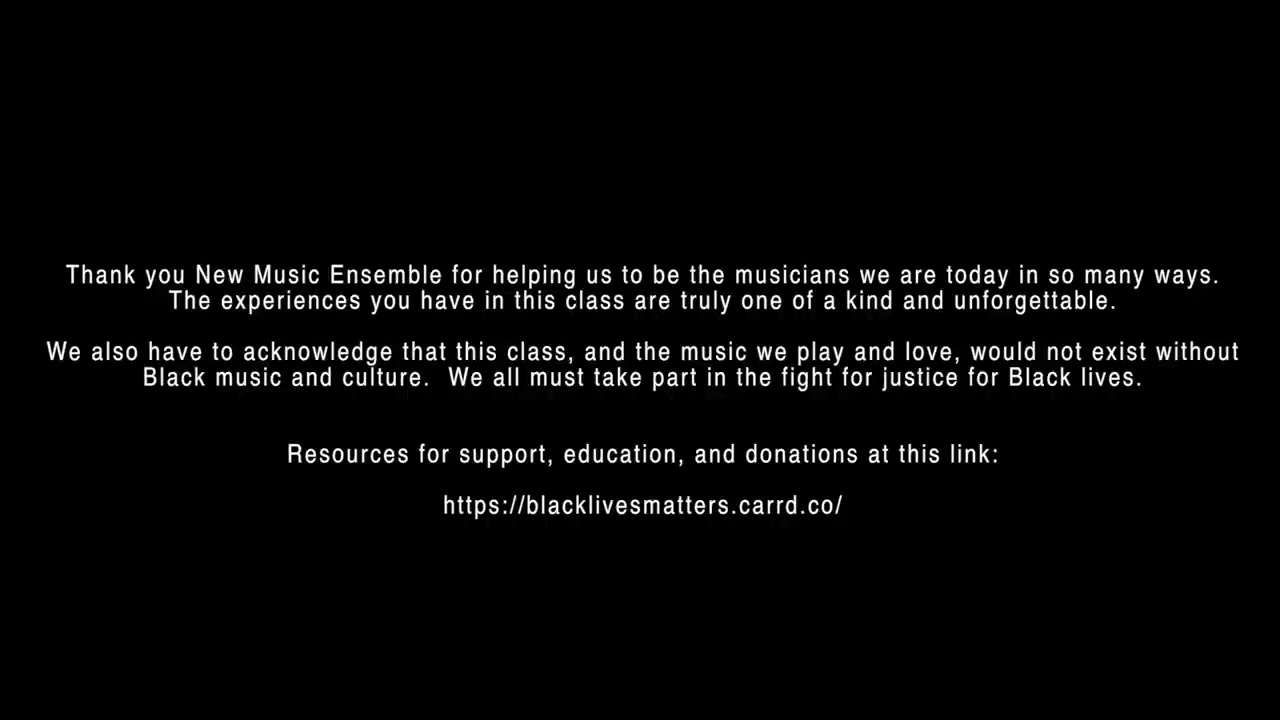 Thank you New Music Ensemble for helping us to be the musicians we are today in so many ways.
The experiences you have in this class are truly one of a kind and unforgettable.
We also have to acknowledge that this class, and the music we play and love, would not exist without
Black music and culture.  We all must take part in the fight for justice for Black lives.
Resources for support, education, and donations at this link:
https://blacklivesmatters.carrd.co/